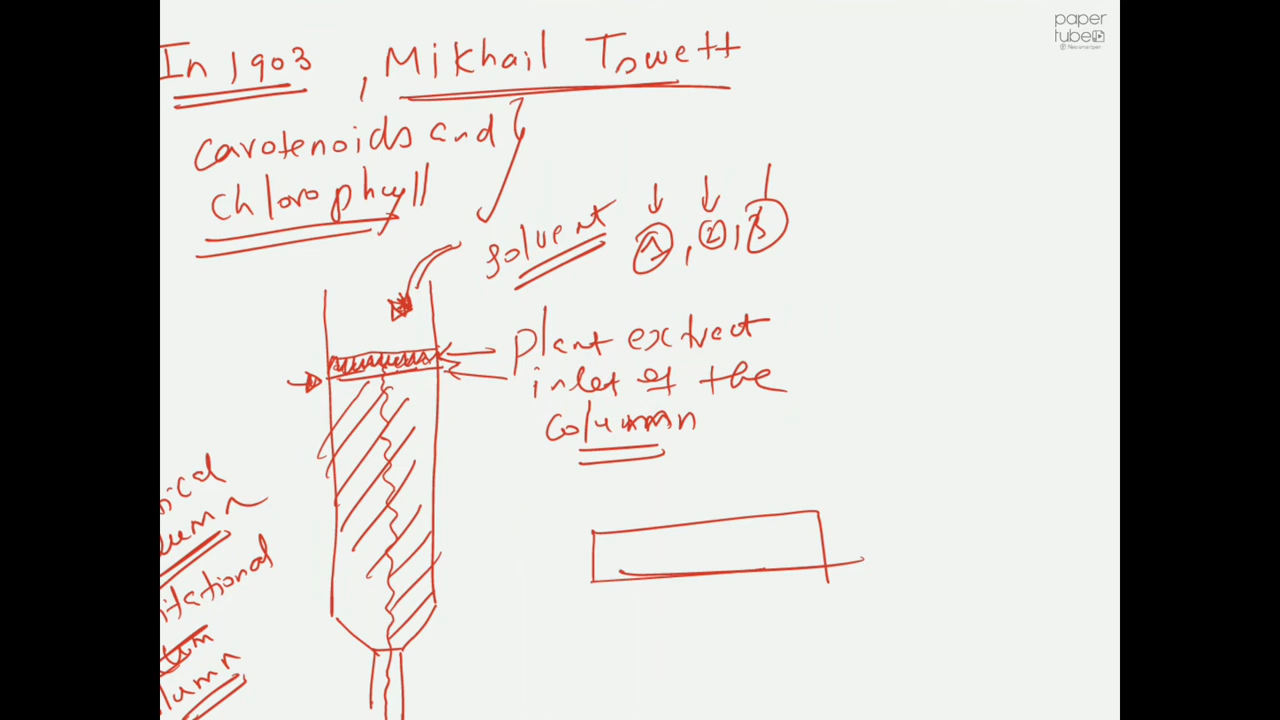 paper
tube
In 1903, Mikhail Tswett
carotenoids and
chlorophyll
solvent 1, 2, 3
plant extract
inlet of the
column